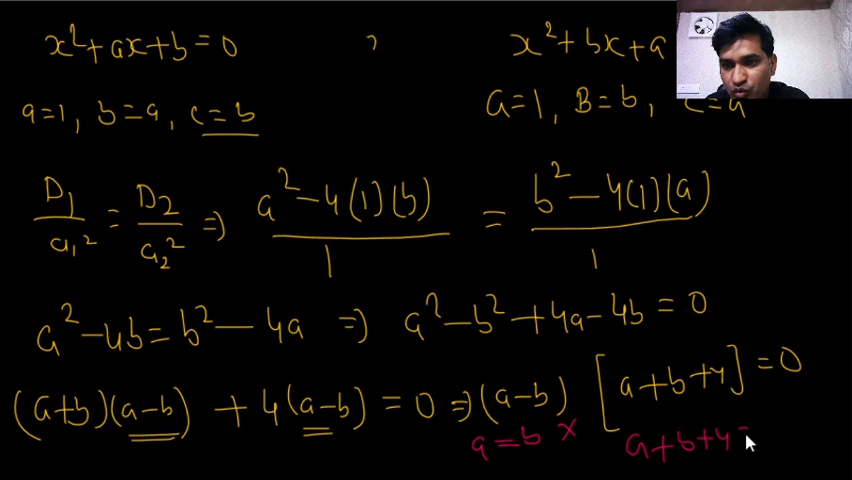 x²+ax+b=0 , x²+bx+a
a=1, b=a, c=b A=1, B=b, C=a
D₁/a₁² = D₂/a₂² ⇒ a²-4(1)(b)/1 = b²-4(1)(a)/1
a²-4b=b²-4a ⇒ a²-b²+4a-4b=0
(a+b)(a-b)+4(a-b)=0 ⇒(a-b)[a+b+4]=0
a=b × a+b+4=